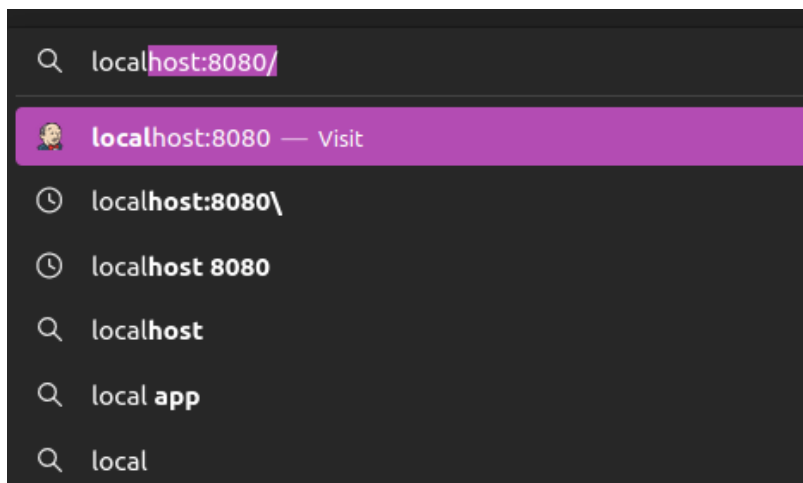 localhost:8080/
localhost:8080 — Visit
localhost:8080\
localhost 8080
localhost
local app
local